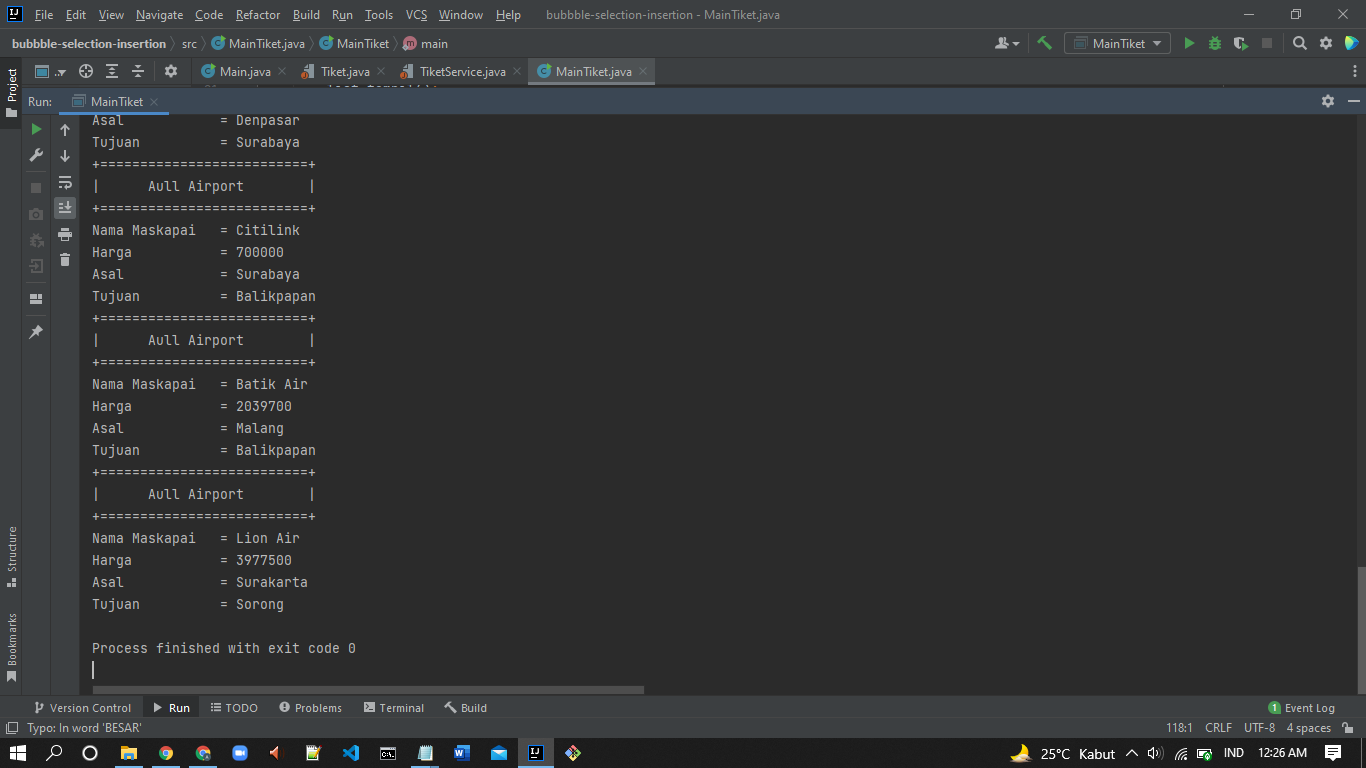 File Edit View Navigate Code Refactor Build Run Tools VCS Window Help bubbble-selection-insertion - MainTiket.java
bubbble-selection-insertion src MainTiket.java MainTiket main MainTiket
Project Main.java Tiket.java TiketService.java MainTiket.java
Run: MainTiket
Asal = Denpasar
Tujuan = Surabaya
+==========================+
| Aull Airport |
+==========================+
Nama Maskapai = Citilink
Harga = 700000
Asal = Surabaya
Tujuan = Balikpapan
+==========================+
| Aull Airport |
+==========================+
Nama Maskapai = Batik Air
Harga = 2039700
Asal = Malang
Tujuan = Balikpapan
+==========================+
| Aull Airport |
+==========================+
Nama Maskapai = Lion Air
Harga = 3977500
Asal = Surakarta
Tujuan = Sorong
Process finished with exit code 0
Structure
Bookmarks
Version Control Run TODO Problems Terminal Build 1 Event Log
Typo: In word 'BESAR' 118:1 CRLF UTF-8 4 spaces
25°C Kabut IND 12:26 AM